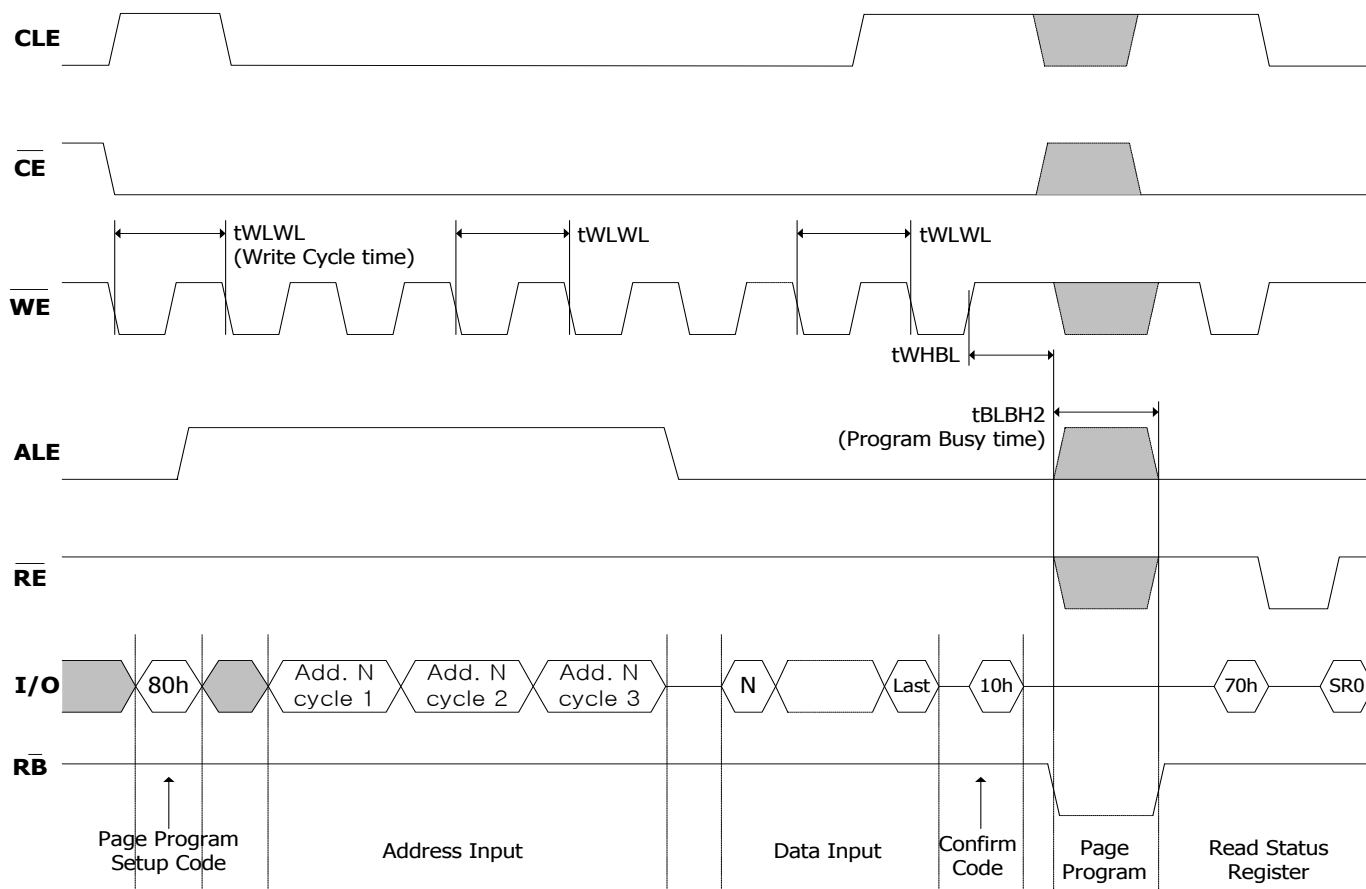 CLE
CE
tWLWL
(Write Cycle time)
tWLWL
tWLWL
WE
tWHBL
tBLBH2
(Program Busy time)
ALE
RE
I/O
80h
Add. N
cycle 1
Add. N
cycle 2
Add. N
cycle 3
N
Last
10h
70h
SR0
RB
Page Program
Setup Code
Address Input
Data Input
Confirm
Code
Page
Program
Read Status
Register